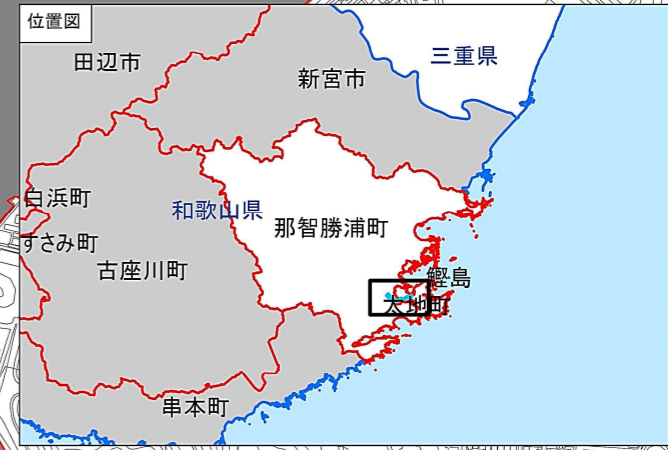 位置図
田辺市
三重県
新宮市
白浜町
和歌山県
那智勝浦町
すさみ町
古座川町
鰹島
太地町
串本町